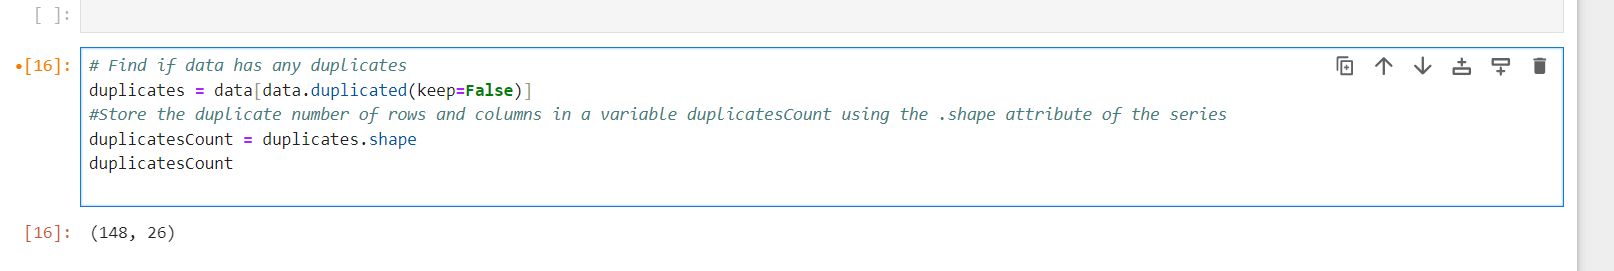 [ ]:
•[16]: # Find if data has any duplicates
duplicates = data[data.duplicated(keep=False)]
#Store the duplicate number of rows and columns in a variable duplicatesCount using the .shape attribute of the series
duplicatesCount = duplicates.shape
duplicatesCount
[16]: (148, 26)